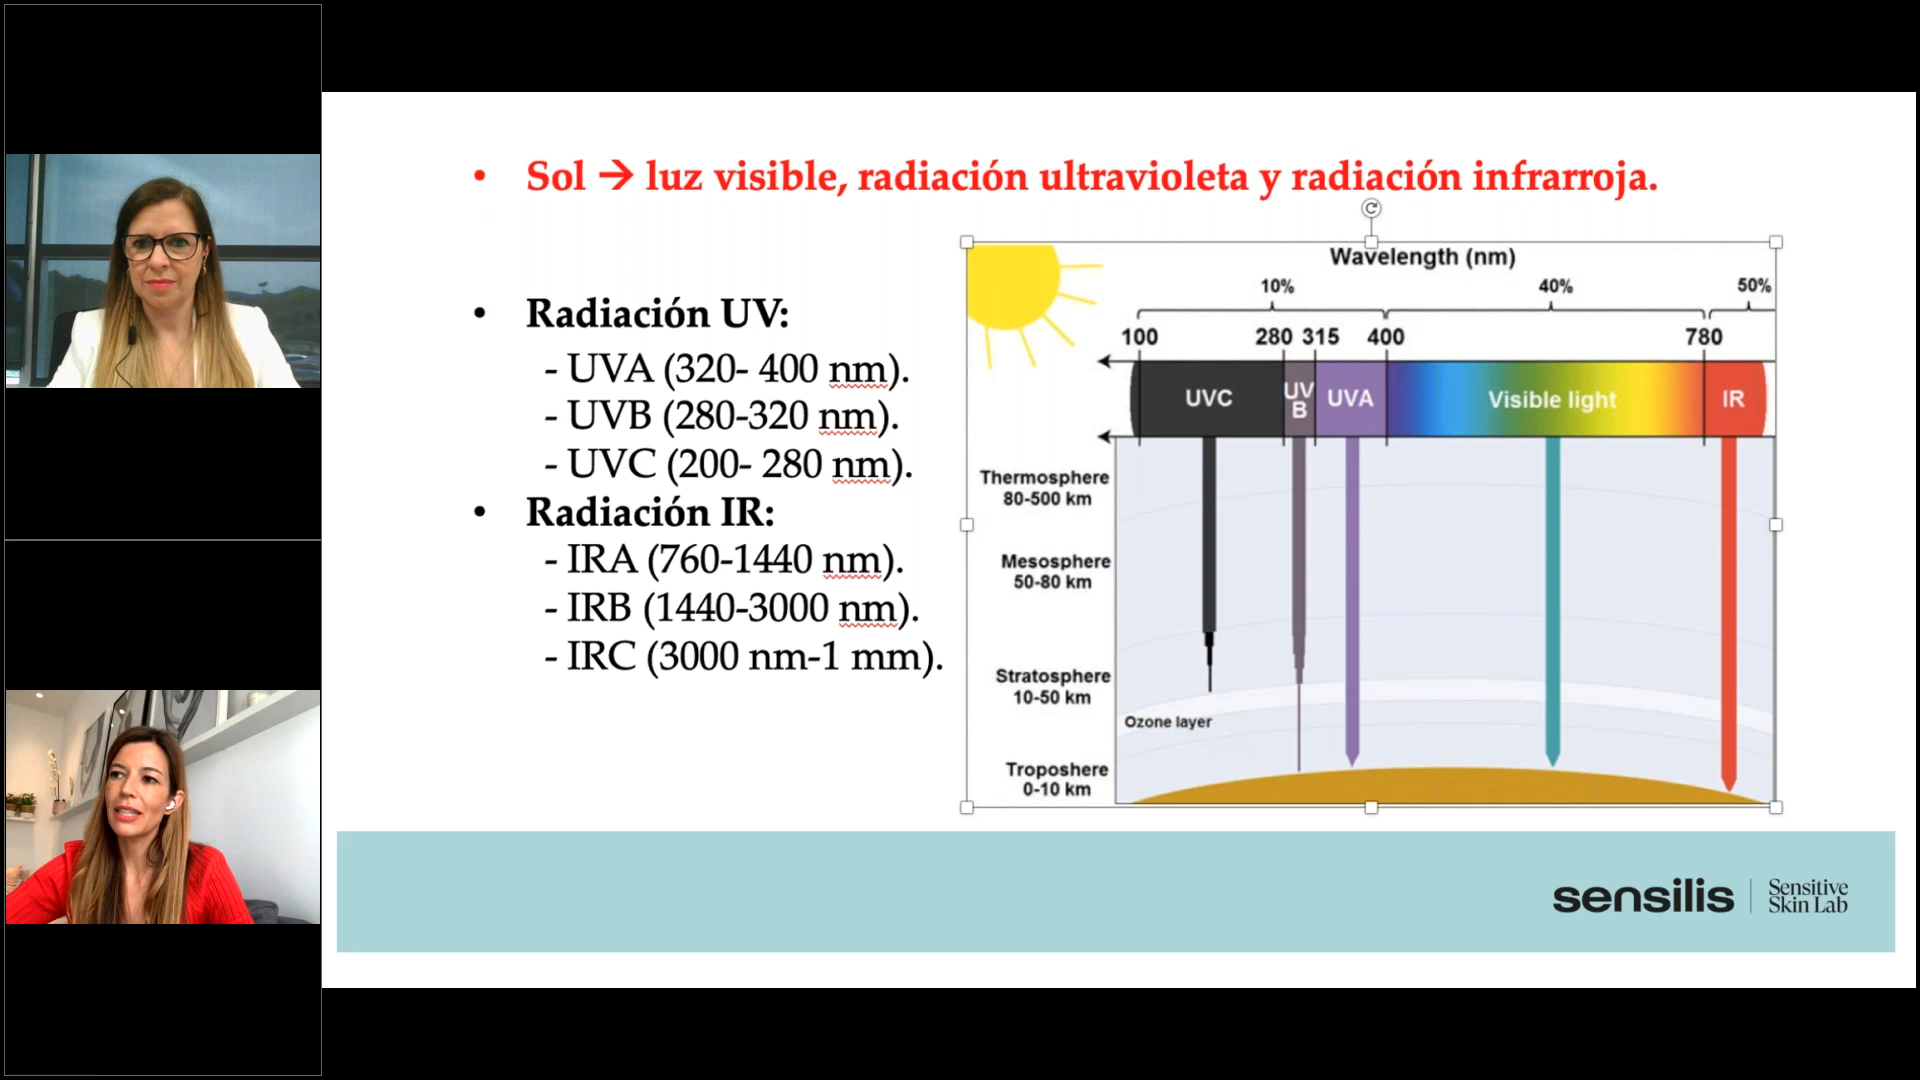 • Sol → luz visible, radiación ultravioleta y radiación infrarroja.
• Radiación UV:
- UVA (320- 400 nm).
- UVB (280-320 nm).
- UVC (200- 280 nm).
• Radiación IR:
- IRA (760-1440 nm).
- IRB (1440-3000 nm).
- IRC (3000 nm-1 mm).
Wavelength (nm)
10% 40% 50%
100 280 315 400 780
UVC UV B UVA Visible light IR
Thermosphere
80-500 km
Mesosphere
50-80 km
Stratosphere
10-50 km
Ozone layer
Troposhere
0-10 km
sensilis | Sensitive
Skin Lab